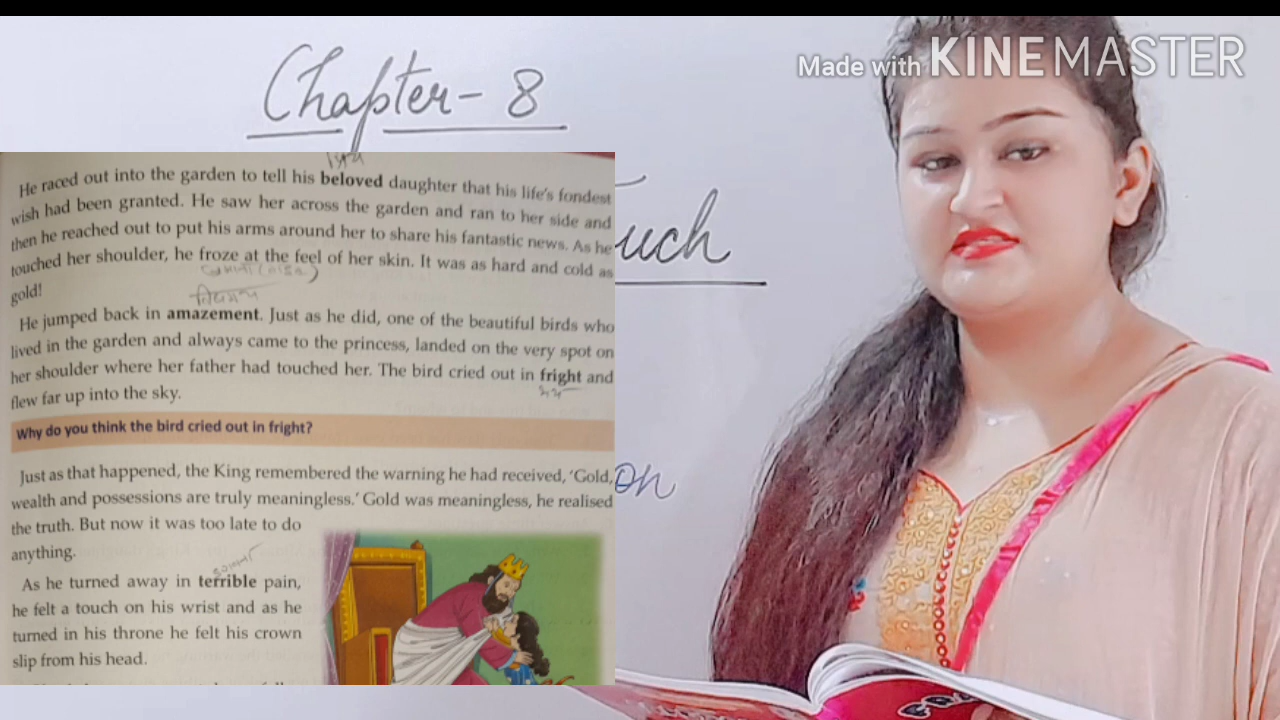 Made with KINEMASTER
Chapter - 8
uch
on
He raced out into the garden to tell his beloved daughter that his life's fondest
wish had been granted. He saw her across the garden and ran to her side and
then he reached out to put his arms around her to share his fantastic news. As he
touched her shoulder, he froze at the feel of her skin. It was as hard and cold as
gold!
He jumped back in amazement. Just as he did, one of the beautiful birds who
lived in the garden and always came to the princess, landed on the very spot on
her shoulder where her father had touched her. The bird cried out in fright and
flew far up into the sky.
Why do you think the bird cried out in fright?
Just as that happened, the King remembered the warning he had received, 'Gold,
wealth and possessions are truly meaningless.' Gold was meaningless, he realised
the truth. But now it was too late to do
anything.
As he turned away in terrible pain,
he felt a touch on his wrist and as he
turned in his throne he felt his crown
slip from his head.